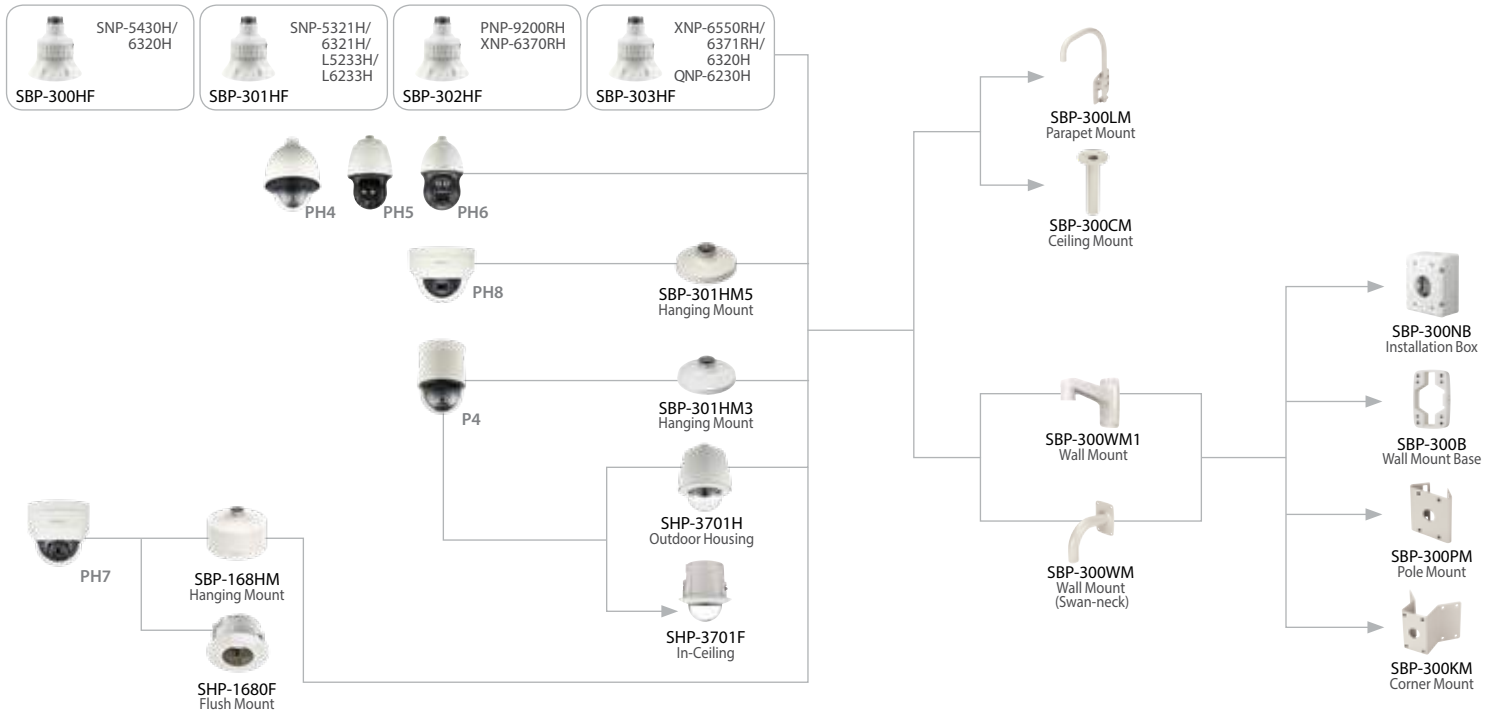 SNP-5430H/
6320H
SBP-300HF
SNP-5321H/
6321H/
L5233H/
L6233H
SBP-301HF
PNP-9200RH
XNP-6370RH
SBP-302HF
XNP-6550RH/
6371RH/
6320H
QNP-6230H
SBP-303HF
PH4
PH5
PH6
PH8
SBP-301HM5
Hanging Mount
P4
SBP-301HM3
Hanging Mount
SHP-3701H
Outdoor Housing
SHP-3701F
In-Ceiling
PH7
SBP-168HM
Hanging Mount
SHP-1680F
Flush Mount
SBP-300LM
Parapet Mount
SBP-300CM
Ceiling Mount
SBP-300WM1
Wall Mount
SBP-300WM
Wall Mount
(Swan-neck)
SBP-300NB
Installation Box
SBP-300B
Wall Mount Base
SBP-300PM
Pole Mount
SBP-300KM
Corner Mount